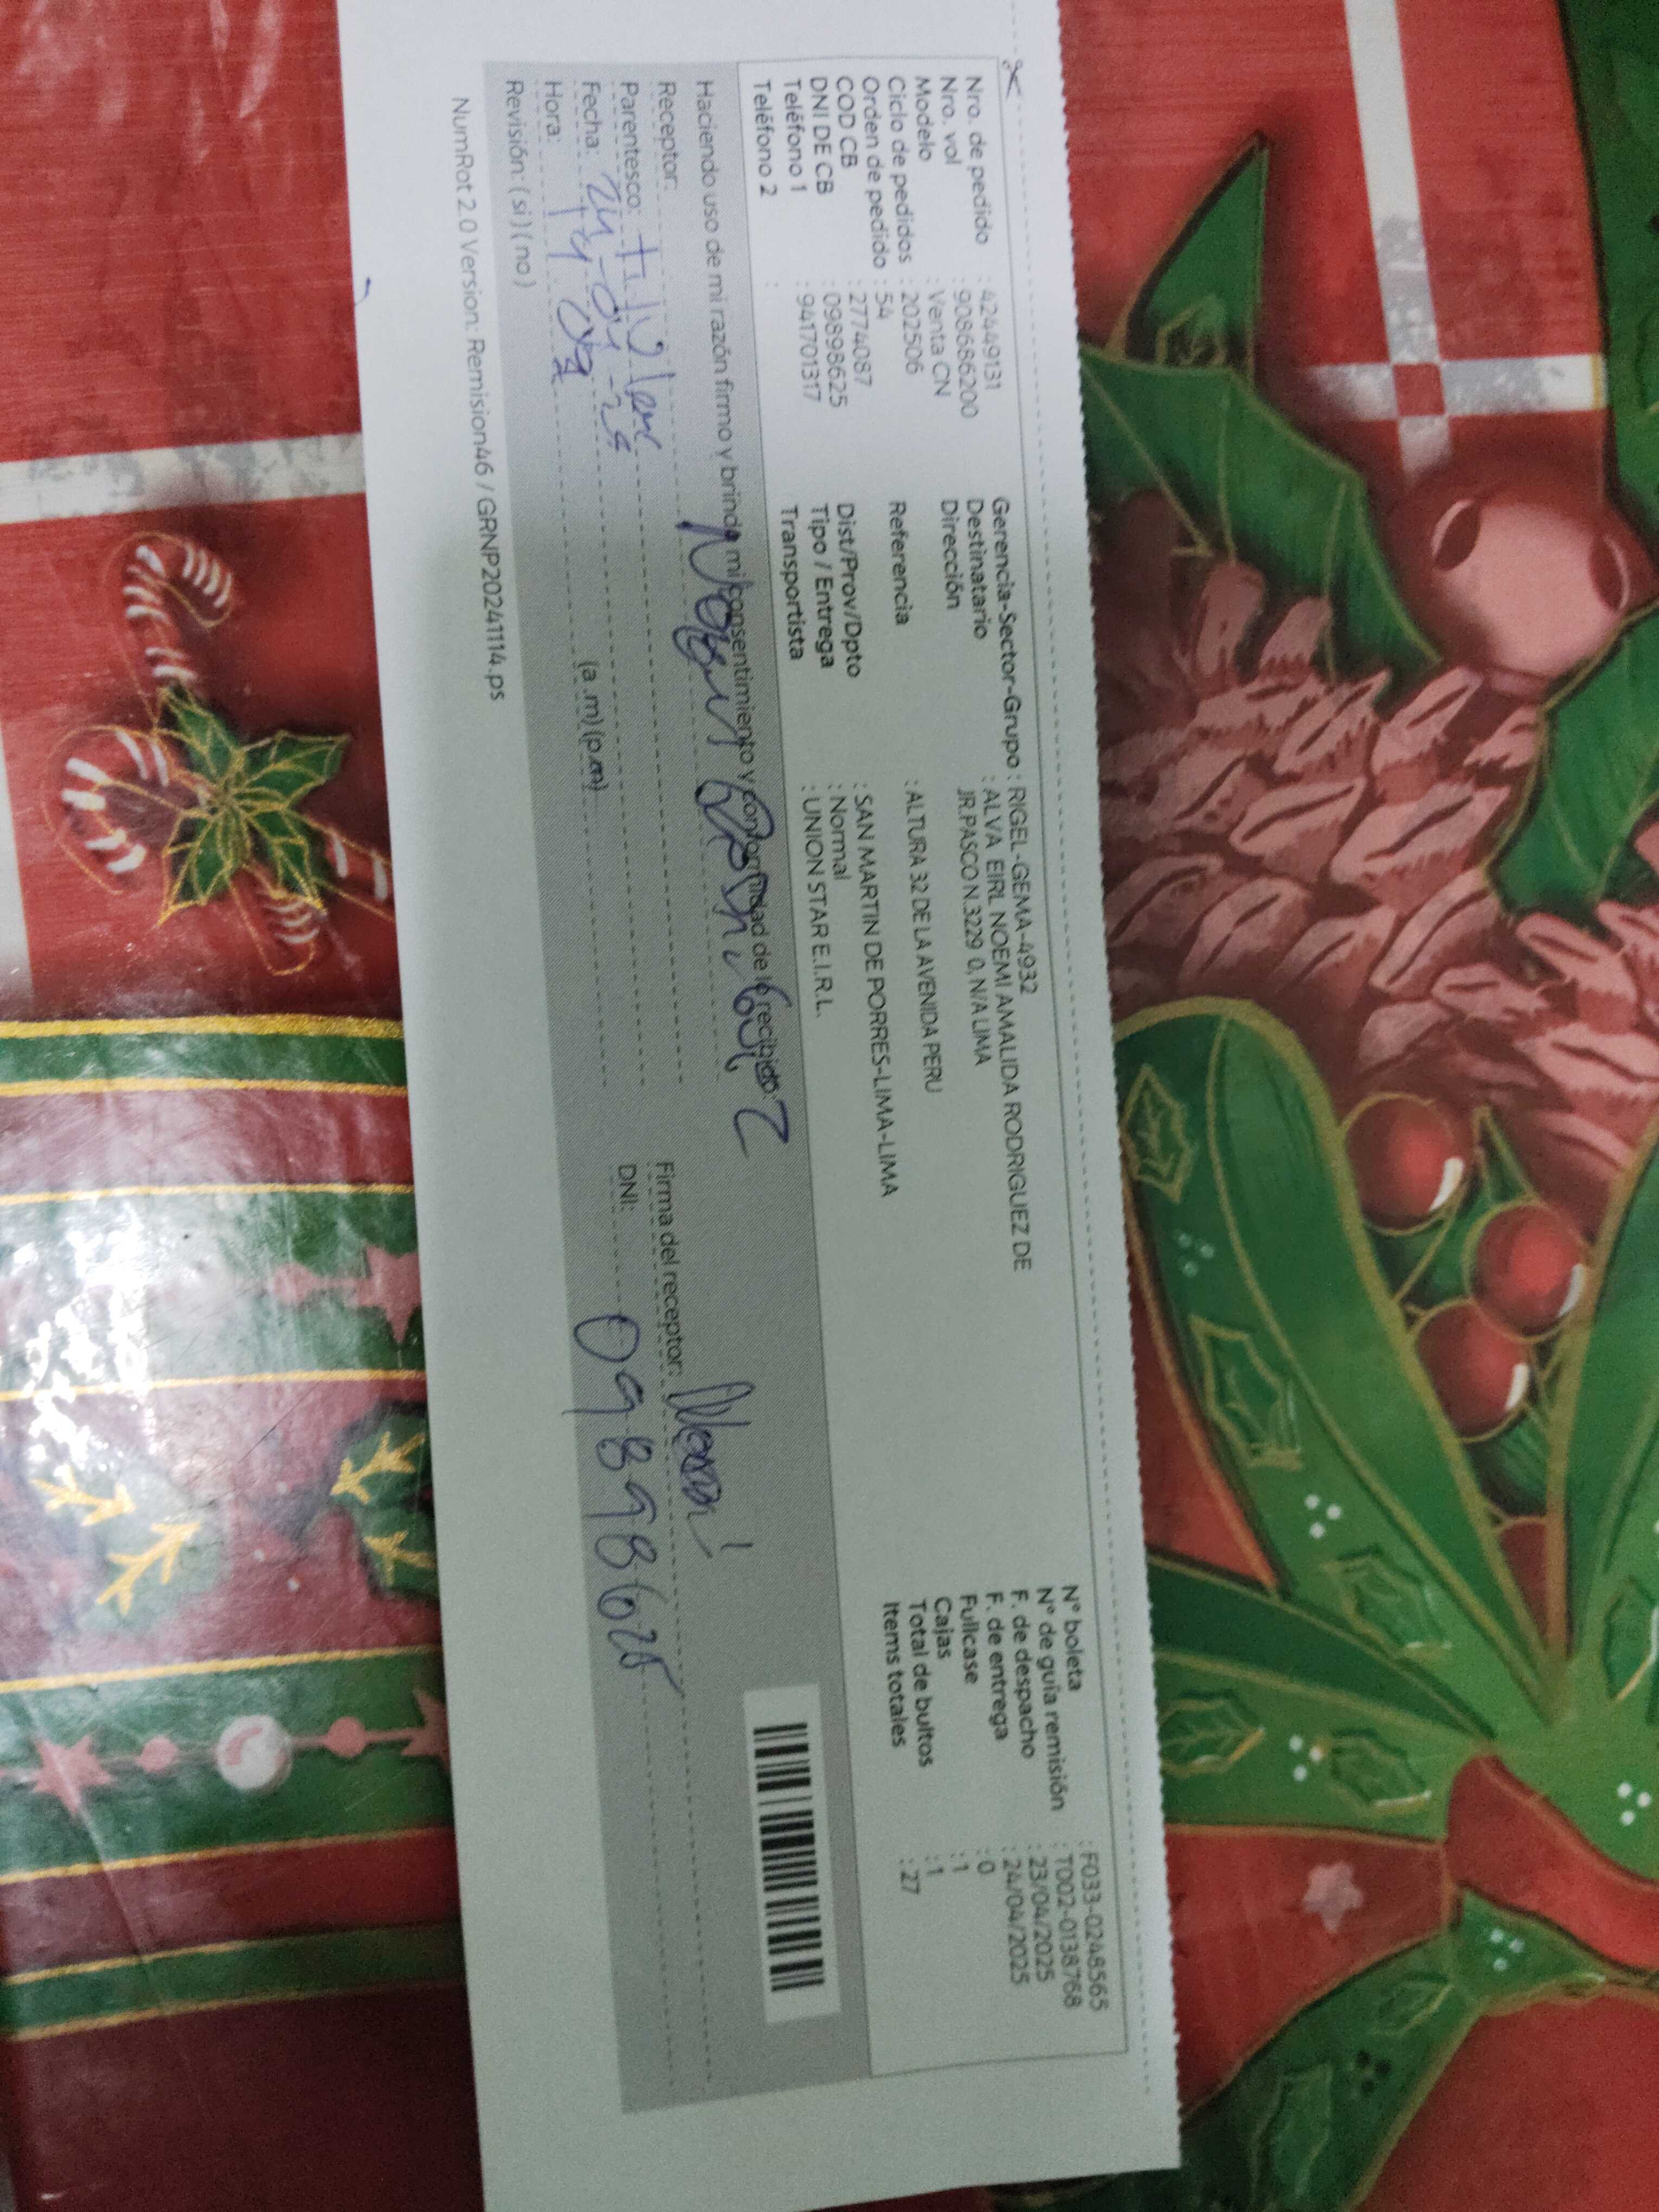 Nro. de pedido : 42449131
Nro. vol : 9086886200
Modelo : Venta CN
Ciclo de pedidos : 202506
Orden de pedido : 54
COD CB : 2774087
DNI DE CB : 09898625
Teléfono 1 : 941701317
Teléfono 2 :
Gerencia-Sector-Grupo : RIGEL-GEMA-4932
Destinatario : ALVA EIRL NOEMI AMALIDA RODRIGUEZ DE
Dirección JR.PASCO N.3229 0, N/A LIMA
Referencia : ALTURA 32 DE LA AVENIDA PERU
Dist/Prov/Dpto : SAN MARTIN DE PORRES-LIMA-LIMA
Tipo / Entrega : Normal
Transportista : UNION STAR E.I.R.L.
N° boleta : F033-0248565
N° de guía remisión : T002-0138768
F. de despacho : 23/04/2025
F. de entrega : 24/04/2025
Fullcase : 0
Cajas : 1
Total de bultos : 1
Items totales : 27
Haciendo uso de mi razón firmo y brindo mi consentimiento y conformidad de lo recibido:
Receptor:
Parentesco: titular
Fecha: 24-04-25
Hora: (a.m) (p.m)
Revisión: ( si ) ( no )
Firma del receptor:
DNI: 09898625
NumRot 2.0 Version: Remision46 / GRNP20241114.ps